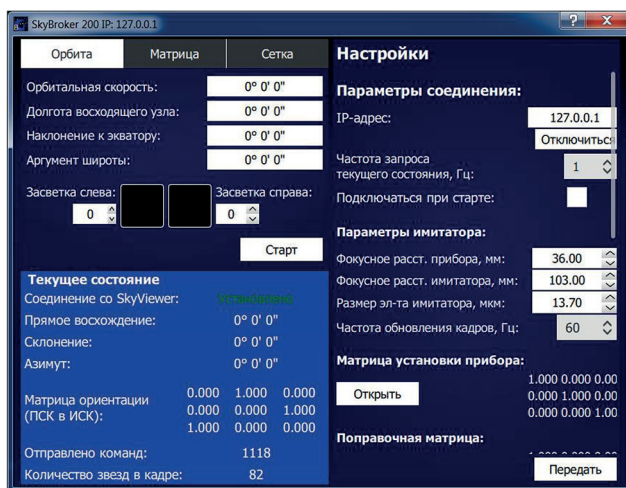 SkyBroker 200 IP: 127.0.0.1
Орбита Матрица Сетка
Орбитальная скорость: 0° 0' 0"
Долгота восходящего узла: 0° 0' 0"
Наклонение к экватору: 0° 0' 0"
Аргумент широты: 0° 0' 0"
Засветка слева: Засветка справа:
0 0
Старт
Текущее состояние
Соединение со SkyViewer:
Прямое восхождение: 0° 0' 0"
Склонение: 0° 0' 0"
Азимут: 0° 0' 0"
Матрица ориентации
(ПСК в ИСК):
0.000 1.000 0.000
0.000 0.000 1.000
1.000 0.000 0.000
Отправлено команд: 1118
Количество звезд в кадре: 82
Настройки
Параметры соединения:
IP-адрес: 127.0.0.1
Отключиться
Частота запроса
текущего состояния, Гц: 1
Подключаться при старте:
Параметры имитатора:
Фокусное расст. прибора, мм: 36.00
Фокусное расст. имитатора, мм: 103.00
Размер эл-та имитатора, мкм: 13.70
Частота обновления кадров, Гц: 60
Матрица установки прибора:
Открыть
1.000 0.000 0.00
0.000 1.000 0.00
0.000 0.000 1.00
Поправочная матрица:
Передать